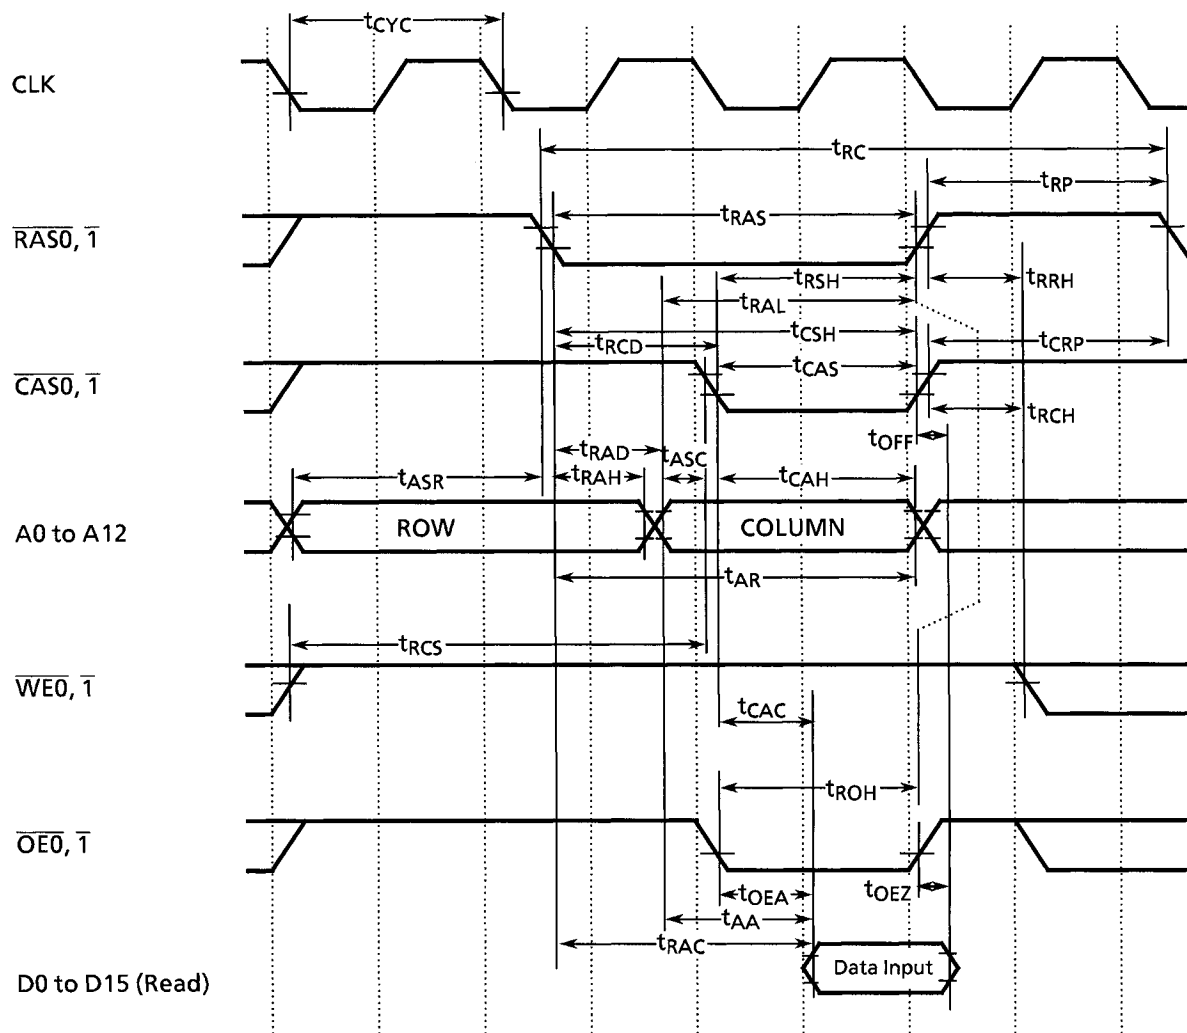 tCYC
CLK
tRC
tRP
tRAS
RAS0, 1
tRSH
tRRH
tRAL
tCSH
tRCD
tCRP
tCAS
CAS0, 1
tRCH
tOFF
tRAD
tASC
tASR
tRAH
tCAH
A0 to A12
ROW
COLUMN
tAR
tRCS
WE0, 1
tCAC
tROH
OE0, 1
tOEA
tOEZ
tAA
tRAC
D0 to D15 (Read)
Data Input